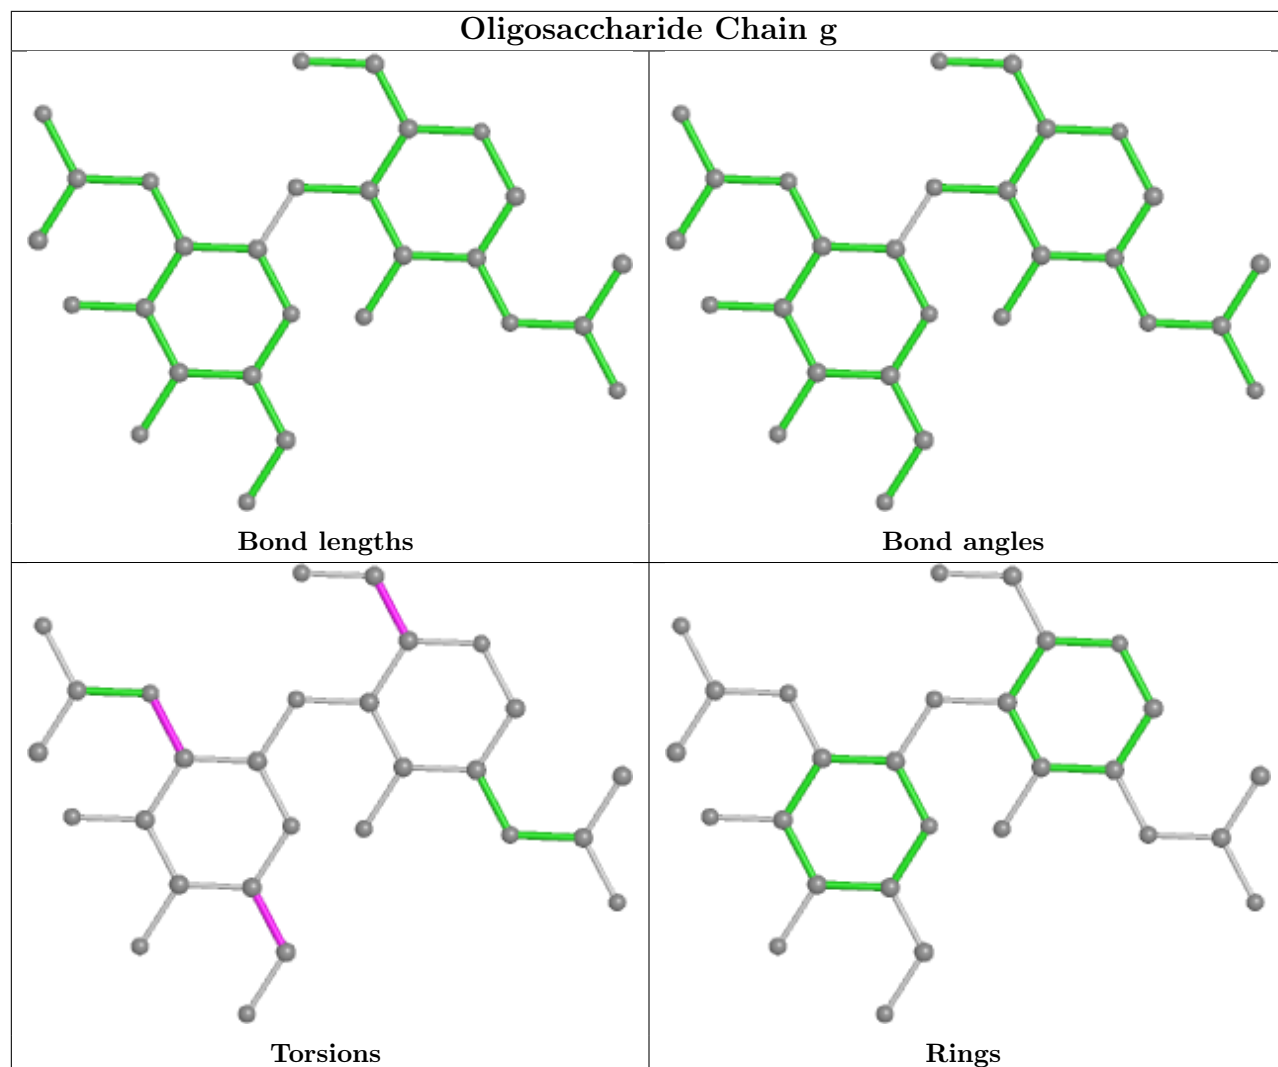 Oligosaccharide Chain g
Bond lengths
Bond angles
Torsions
Rings